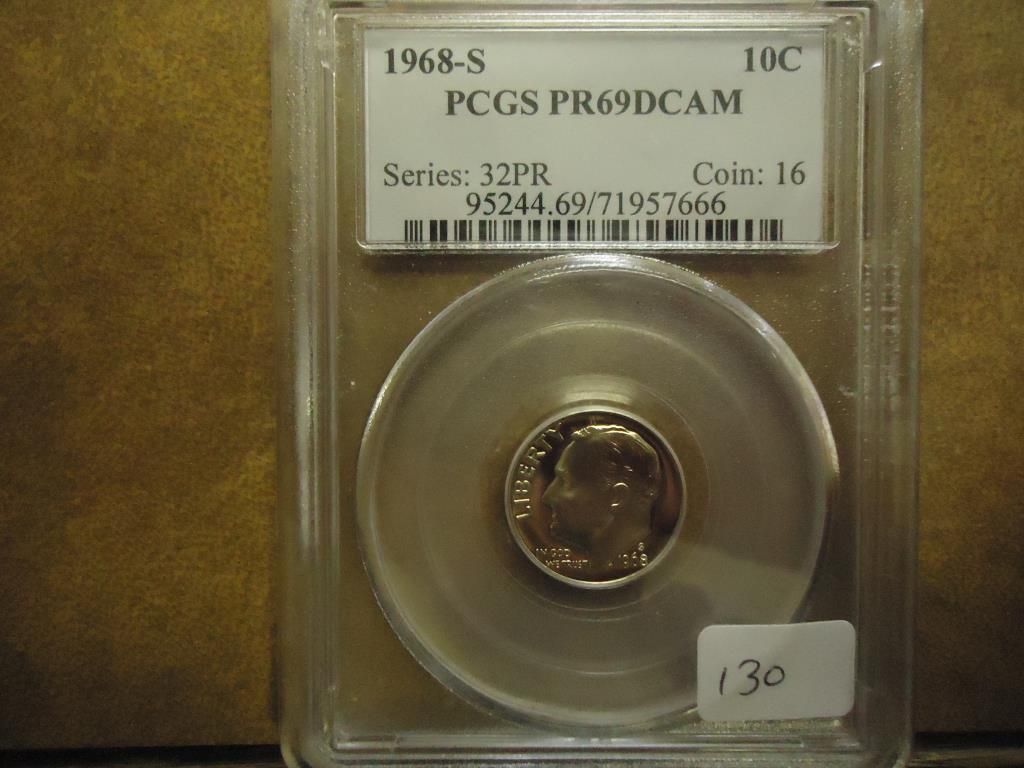 1968-S 10C
PCGS PR69DCAM
Series: 32PR Coin: 16
95244.69/71957666
LIBERTY
IN GOD
WE TRUST
S
1968
130